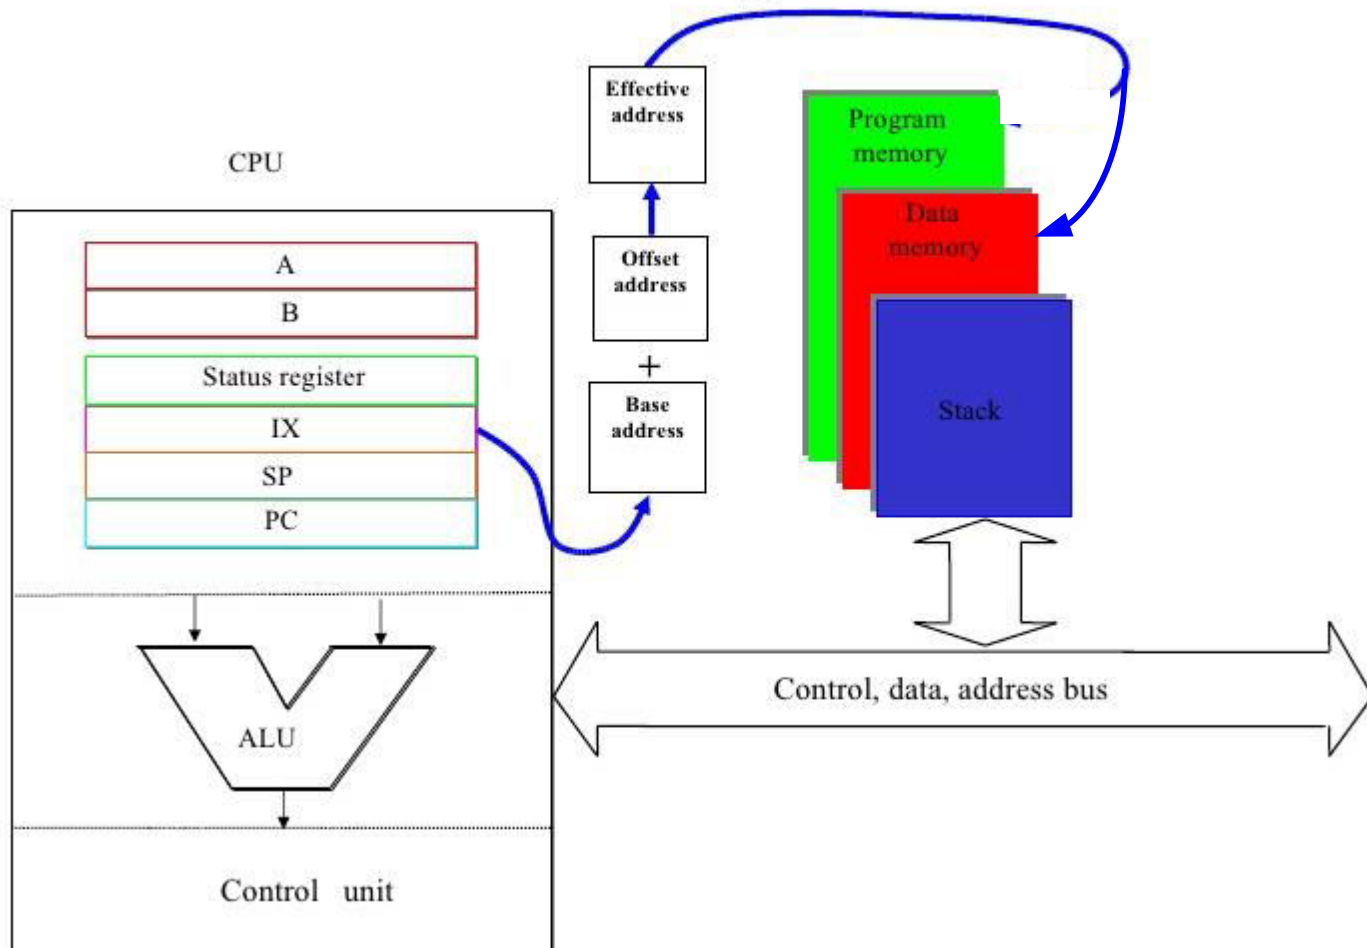 CPU
A
B
Status register
IX
SP
PC
ALU
Control unit
Effective
address
Offset
address
+
Base
address
Program
memory
Data
memory
Stack
Control, data, address bus